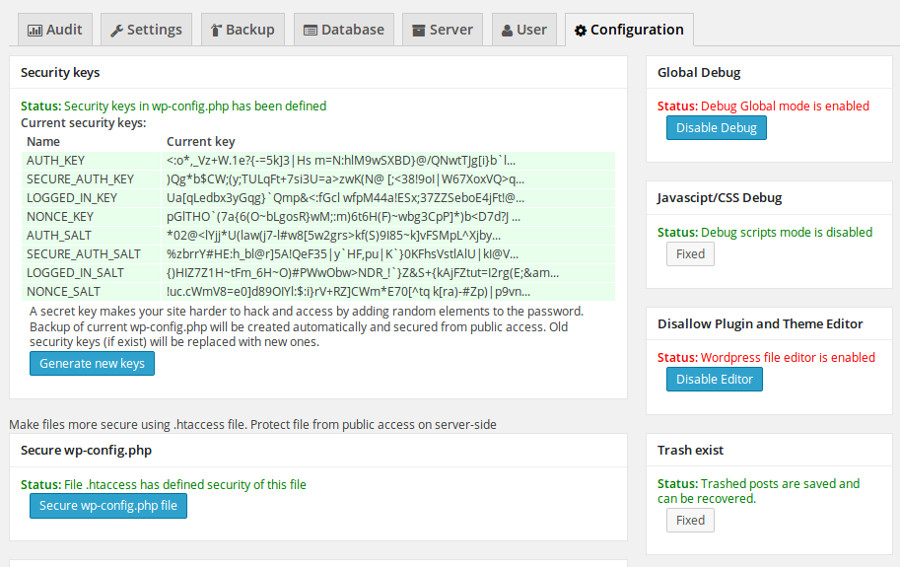 Audit
Settings
Backup
Database
Server
User
Configuration
Security keys
Status: Security keys in wp-config.php has been defined
Current security keys:
Name Current key
AUTH_KEY <:o*,_Vz+W.1e?{-=5k]3|Hs m=N:hlM9wSXBD}@/QNwtTJg[i}b`l...
SECURE_AUTH_KEY )Qg*b$CW;(y;TULqFt+7si3U=a>zwK(N@ [;<38!9oI|W67XoxVQ>q...
LOGGED_IN_KEY Ua[qLedbx3yGqg}`Qmp&<:fGcl wfpM44a!ESx;37ZZSeboE4jFt!@...
NONCE_KEY pGlTHO`(7a{6(O~bLgosR}wM;:m)6t6H(F)~wbg3CpP]*)b<D7d?J ...
AUTH_SALT *02@<lYjj*U(law(j7-l#w8[5w2grs>kf(S)9I85~k]vFSMpL^Xjby...
SECURE_AUTH_SALT %zbrrY#HE:h_bl@r]5A!QeF35|y`HF,pu|K`}0KFhsVstlAlU|kI@V...
LOGGED_IN_SALT {)HIZ7Z1H~tFm_6H~O)#PWwObw>NDR_!`}Z&S+{kAjFZtut=I2rg(E;&am...
NONCE_SALT !uc.cWmV8=e0]d89OIYl:$:i}rV+RZ]CWm*E70[^tq k[ra)-#Zp)|p9vn...
A secret key makes your site harder to hack and access by adding random elements to the password.
Backup of current wp-config.php will be created automatically and secured from public access. Old
security keys (if exist) will be replaced with new ones.
Generate new keys
Make files more secure using .htaccess file. Protect file from public access on server-side
Secure wp-config.php
Status: File .htaccess has defined security of this file
Secure wp-config.php file
Global Debug
Status: Debug Global mode is enabled
Disable Debug
Javascipt/CSS Debug
Status: Debug scripts mode is disabled
Fixed
Disallow Plugin and Theme Editor
Status: Wordpress file editor is enabled
Disable Editor
Trash exist
Status: Trashed posts are saved and
can be recovered.
Fixed